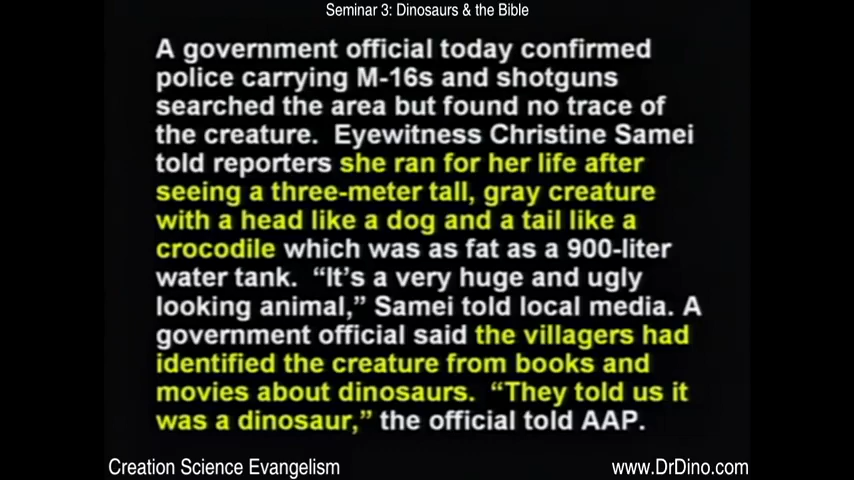 Seminar 3: Dinosaurs & the Bible
A government official today confirmed
police carrying M-16s and shotguns
searched the area but found no trace of
the creature. Eyewitness Christine Samei
told reporters she ran for her life after
seeing a three-meter tall, gray creature
with a head like a dog and a tail like a
crocodile which was as fat as a 900-liter
water tank. “It’s a very huge and ugly
looking animal,” Samei told local media. A
government official said the villagers had
identified the creature from books and
movies about dinosaurs. “They told us it
was a dinosaur,” the official told AAP.
Creation Science Evangelism
www.DrDino.com